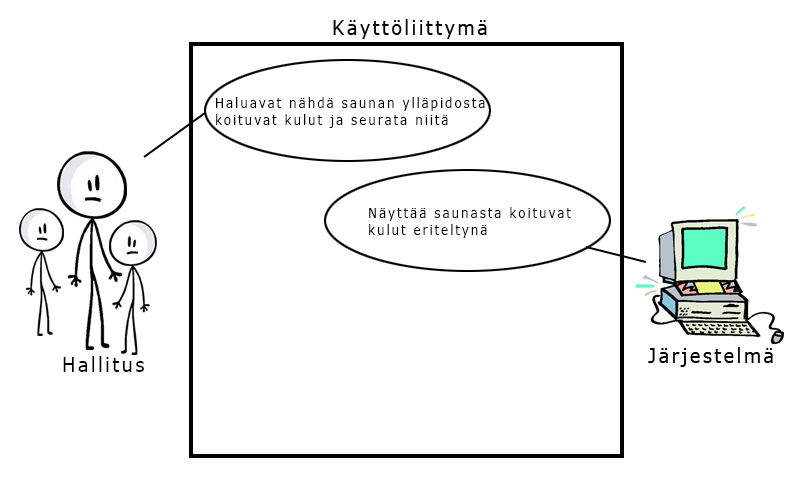 Käyttöliittymä
Haluavat nähdä saunan ylläpidosta
koituvat kulut ja seurata niitä
Näyttää saunasta koituvat
kulut eriteltynä
Hallitus
Järjestelmä